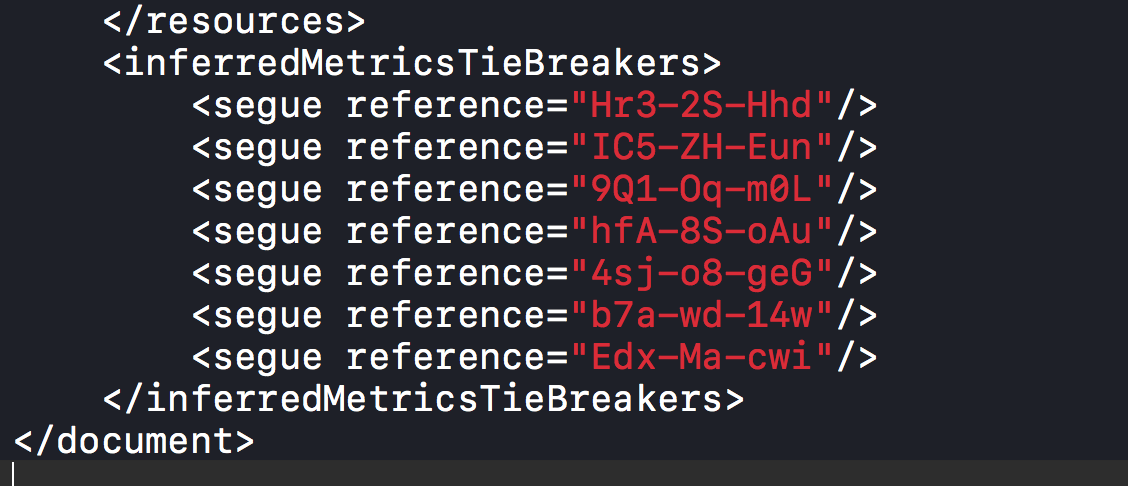 </resources>
<inferredMetricsTieBreakers>
<segue reference="Hr3-2S-Hhd"/>
<segue reference="IC5-ZH-Eun"/>
<segue reference="9Q1-Oq-m0L"/>
<segue reference="hfA-8S-oAu"/>
<segue reference="4sj-o8-geG"/>
<segue reference="b7a-wd-14w"/>
<segue reference="Edx-Ma-cwi"/>
</inferredMetricsTieBreakers>
</document>